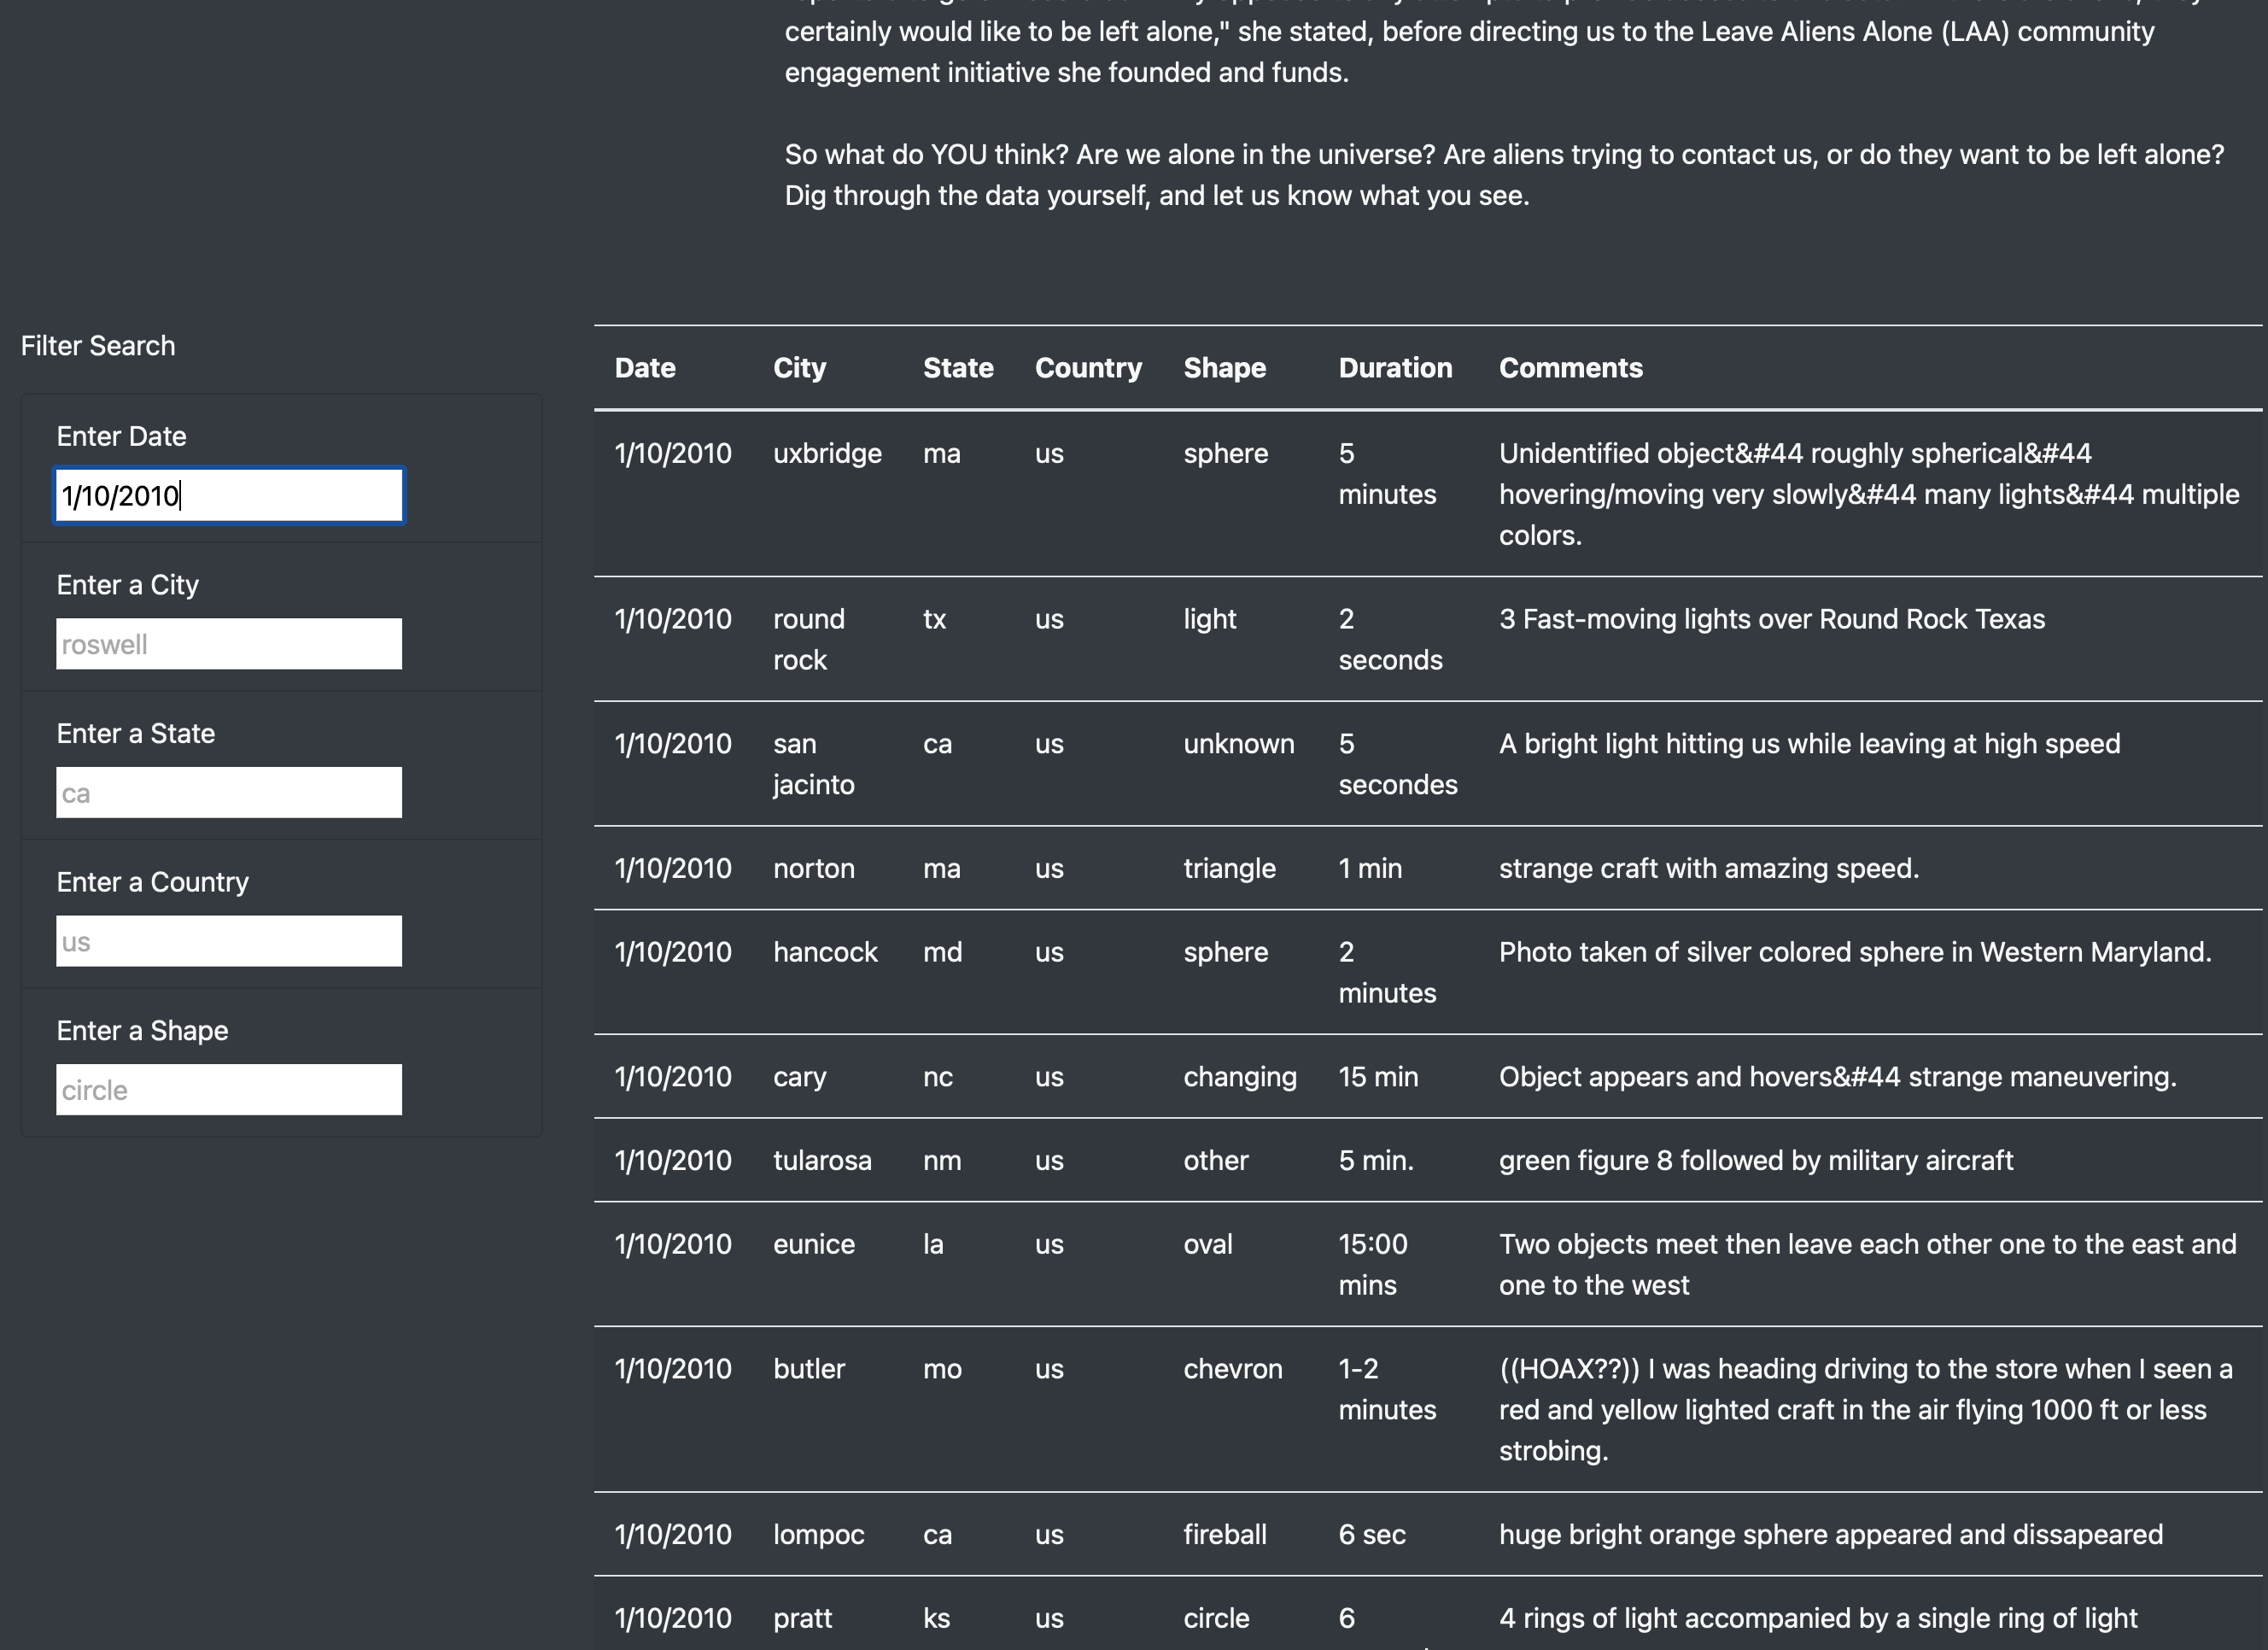 certainly would like to be left alone," she stated, before directing us to the Leave Aliens Alone (LAA) community
engagement initiative she founded and funds.
So what do YOU think? Are we alone in the universe? Are aliens trying to contact us, or do they want to be left alone?
Dig through the data yourself, and let us know what you see.
Filter Search
Enter Date
1/10/2010
Enter a City
roswell
Enter a State
ca
Enter a Country
us
Enter a Shape
circle
Date City State Country Shape Duration Comments
1/10/2010 uxbridge ma us sphere 5 Unidentified object&#44 roughly spherical&#44
minutes hovering/moving very slowly&#44 many lights&#44 multiple
colors.
1/10/2010 round tx us light 2 3 Fast-moving lights over Round Rock Texas
rock seconds
1/10/2010 san ca us unknown 5 A bright light hitting us while leaving at high speed
jacinto secondes
1/10/2010 norton ma us triangle 1 min strange craft with amazing speed.
1/10/2010 hancock md us sphere 2 Photo taken of silver colored sphere in Western Maryland.
minutes
1/10/2010 cary nc us changing 15 min Object appears and hovers&#44 strange maneuvering.
1/10/2010 tularosa nm us other 5 min. green figure 8 followed by military aircraft
1/10/2010 eunice la us oval 15:00 Two objects meet then leave each other one to the east and
mins one to the west
1/10/2010 butler mo us chevron 1-2 ((HOAX??)) I was heading driving to the store when I seen a
minutes red and yellow lighted craft in the air flying 1000 ft or less
strobing.
1/10/2010 lompoc ca us fireball 6 sec huge bright orange sphere appeared and dissapeared
1/10/2010 pratt ks us circle 6 4 rings of light accompanied by a single ring of light